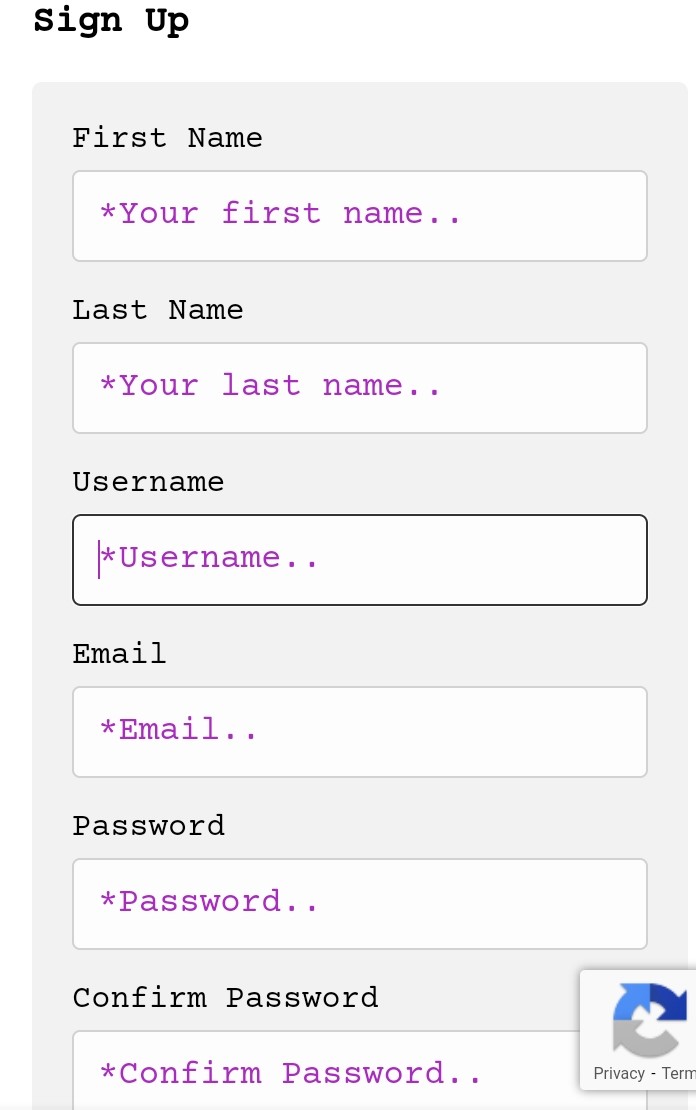 Sign Up
First Name
*Your first name..
Last Name
*Your last name..
Username
*Username..
Email
*Email..
Password
*Password..
Confirm Password
*Confirm Password..
Privacy - Term